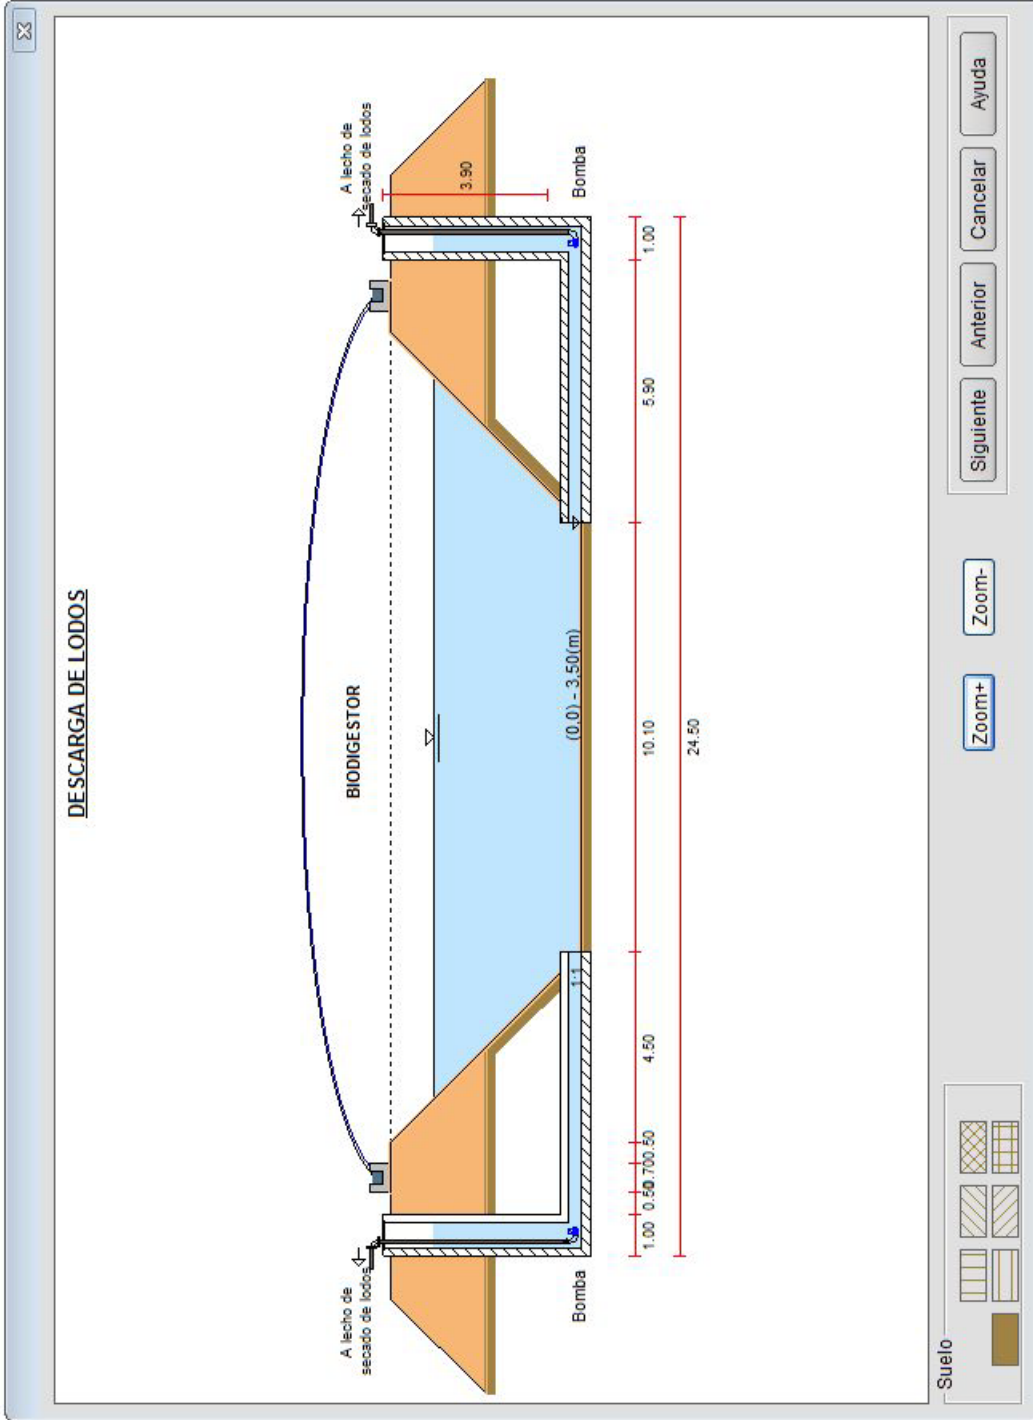 DESCARGA DE LODOS
A lecho de
secado de lodos
A lecho de
secado de lodos
BIODIGESTOR
3.90
(0,0) - 3,50(m)
1:1
Bomba
Bomba
1.00
0.50
0.70
0.50
4.50
10.10
5.90
1.00
24.50
Suelo
Zoom+
Zoom-
Siguiente
Anterior
Cancelar
Ayuda